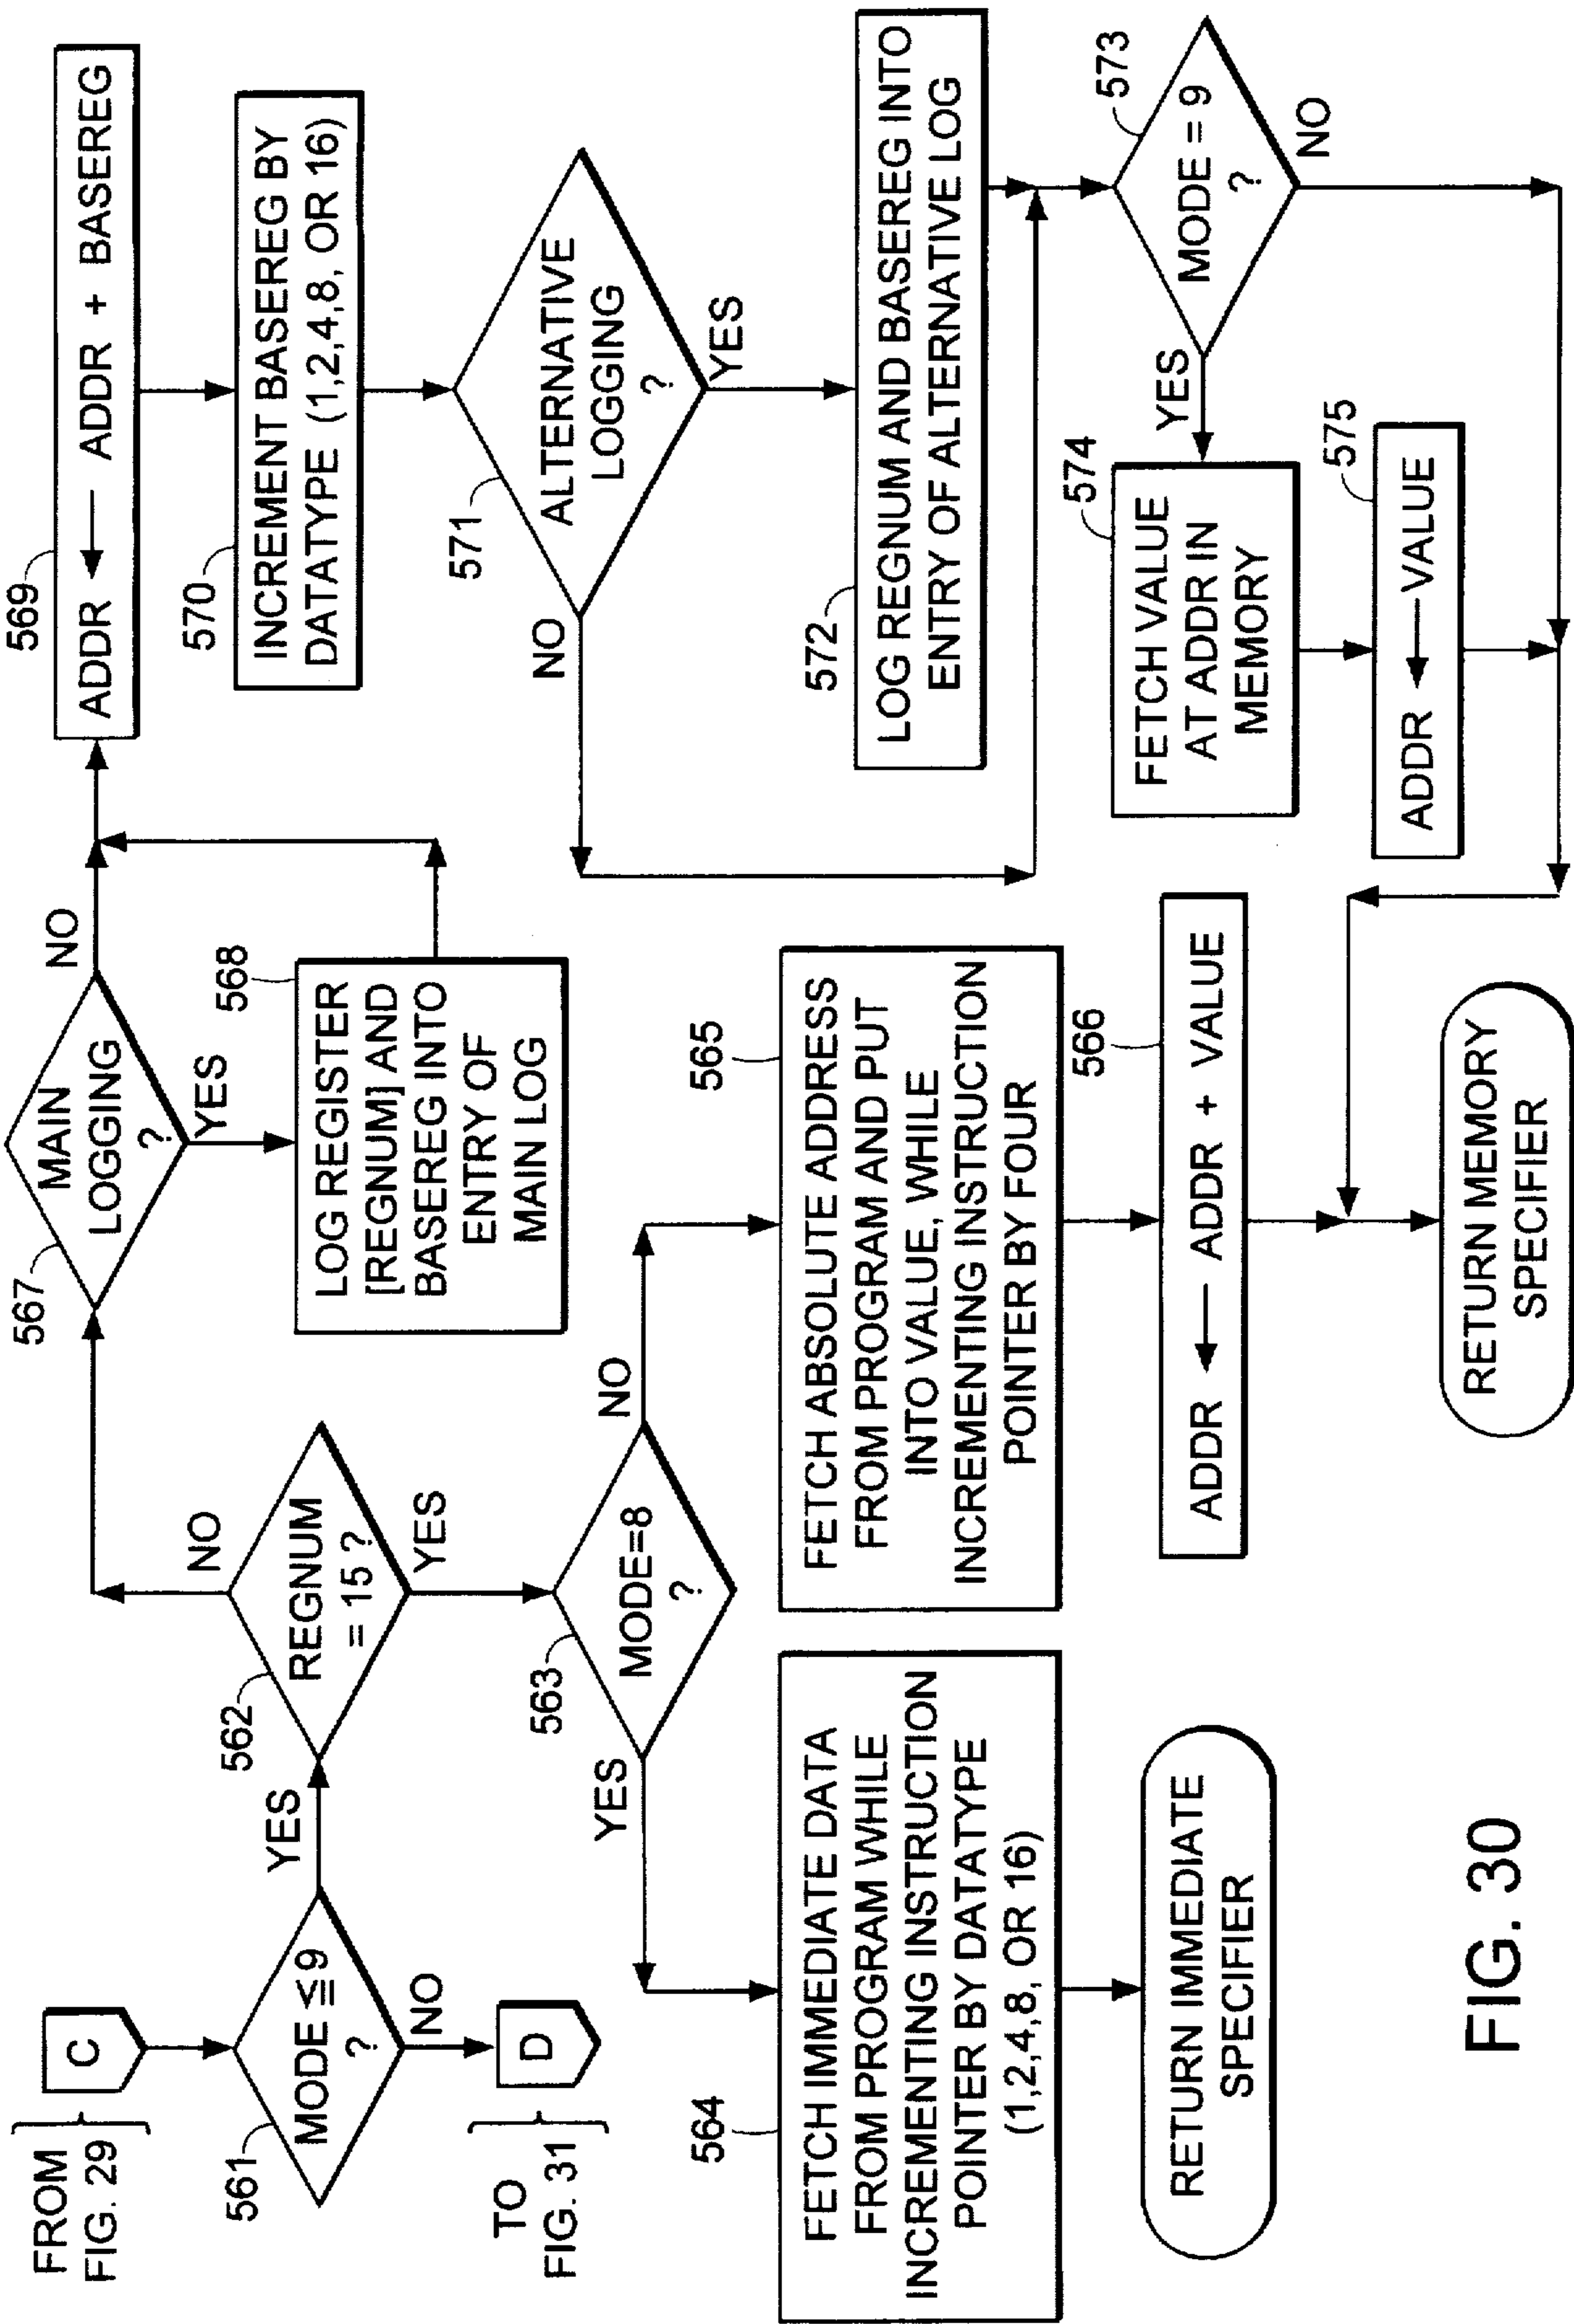 FROM
FIG. 29
C
561
MODE ≦9
?
YES
NO
TO
FIG. 31
D
562
REGNUM
= 15 ?
NO
YES
563
MODE=8
?
YES
NO
564
FETCH IMMEDIATE DATA
FROM PROGRAM WHILE
INCREMENTING INSTRUCTION
POINTER BY DATATYPE
(1,2,4,8, OR 16)
RETURN IMMEDIATE
SPECIFIER
565
FETCH ABSOLUTE ADDRESS
FROM PROGRAM AND PUT
INTO VALUE, WHILE
INCREMENTING INSTRUCTION
POINTER BY FOUR
566
ADDR ← ADDR + VALUE
RETURN MEMORY
SPECIFIER
567
MAIN
LOGGING
?
NO
YES
568
LOG REGISTER
[REGNUM] AND
BASEREG INTO
ENTRY OF
MAIN LOG
569
ADDR ← ADDR + BASEREG
570
INCREMENT BASEREG BY
DATATYPE (1,2,4,8, OR 16)
571
ALTERNATIVE
LOGGING
?
NO
YES
572
LOG REGNUM AND BASEREG INTO
ENTRY OF ALTERNATIVE LOG
573
MODE = 9
?
YES
NO
574
FETCH VALUE
AT ADDR IN
MEMORY
575
ADDR ← VALUE
FIG. 30